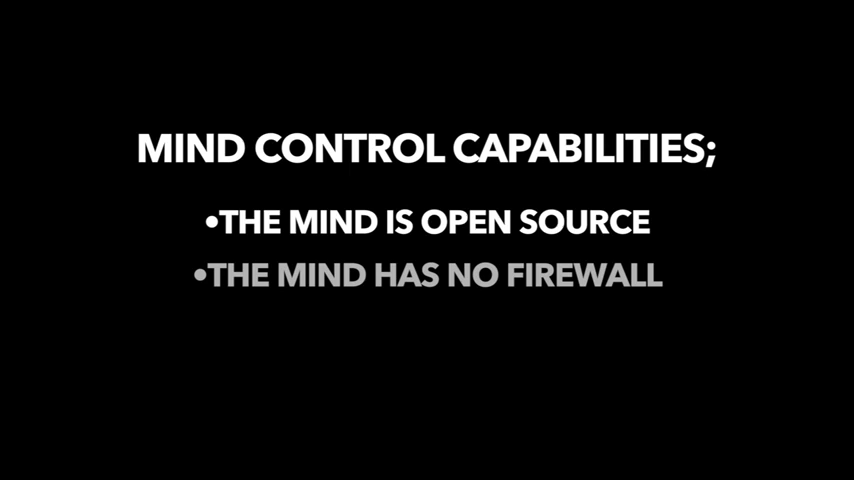 MIND CONTROL CAPABILITIES;
•THE MIND IS OPEN SOURCE
•THE MIND HAS NO FIREWALL